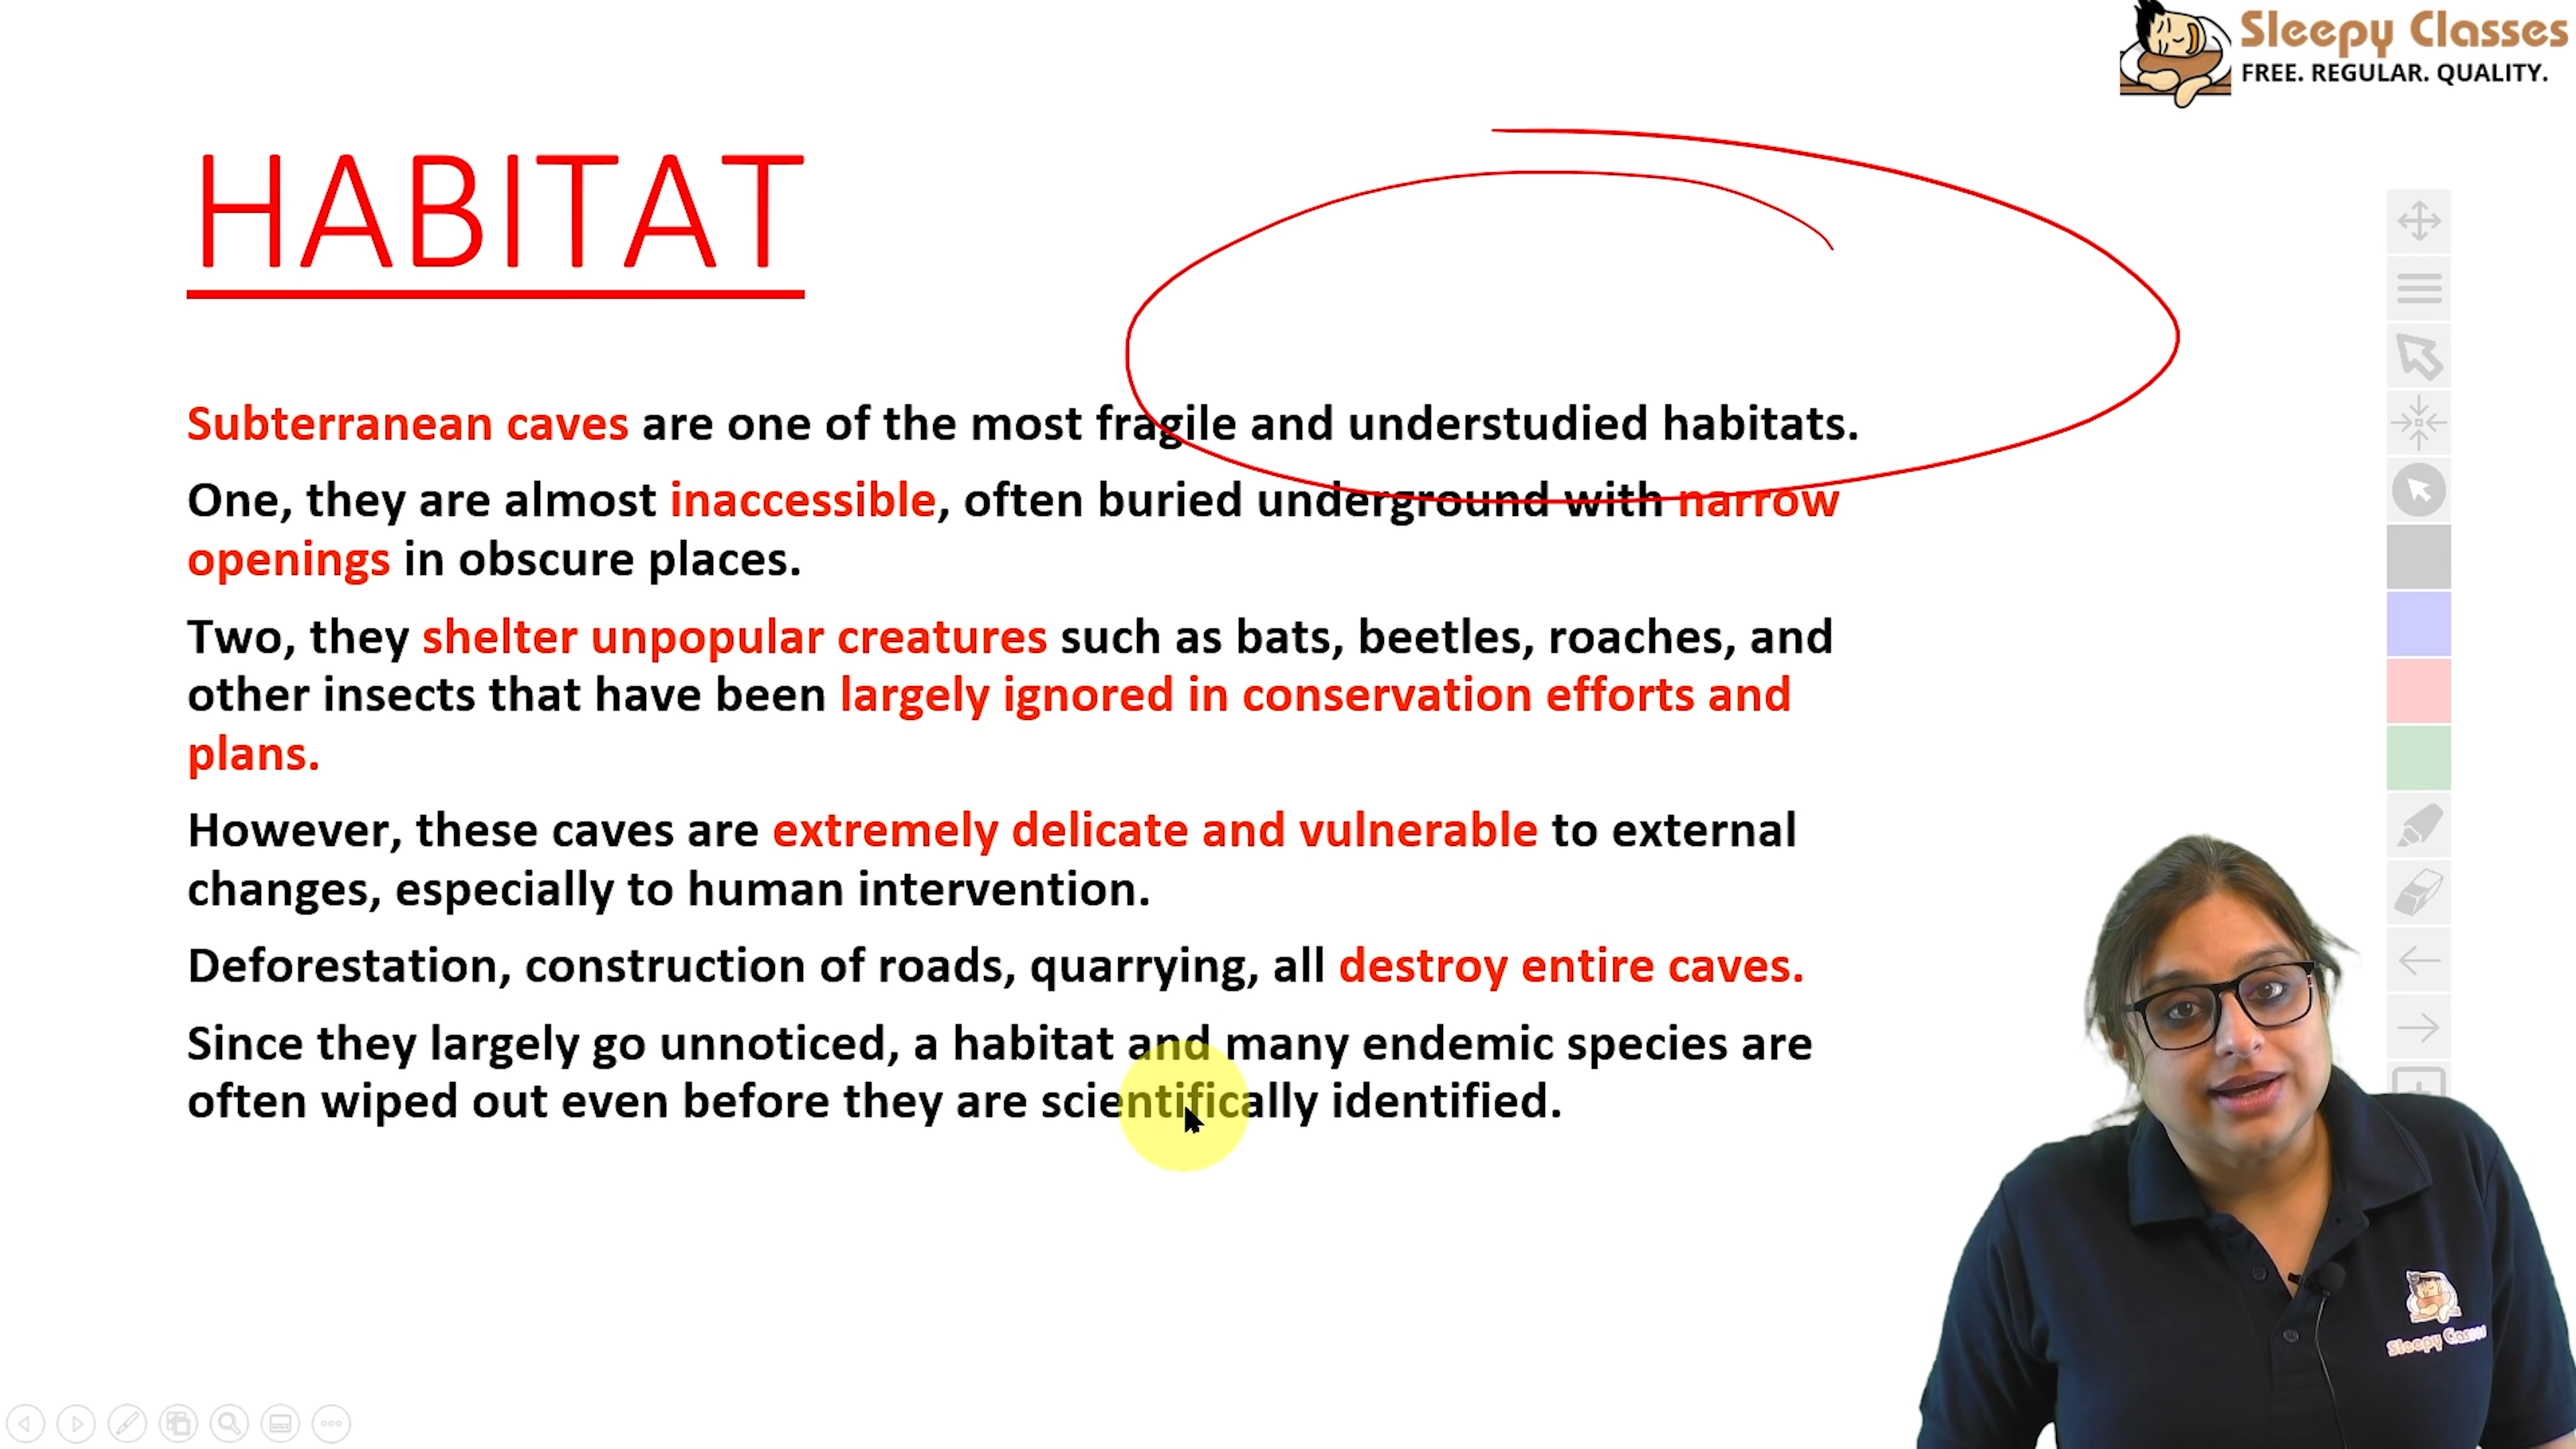 Sleepy Classes
FREE. REGULAR. QUALITY.
HABITAT
Subterranean caves are one of the most fragile and understudied habitats.
One, they are almost inaccessible, often buried underground with narrow
openings in obscure places.
Two, they shelter unpopular creatures such as bats, beetles, roaches, and
other insects that have been largely ignored in conservation efforts and
plans.
However, these caves are extremely delicate and vulnerable to external
changes, especially to human intervention.
Deforestation, construction of roads, quarrying, all destroy entire caves.
Since they largely go unnoticed, a habitat and many endemic species are
often wiped out even before they are scientifically identified.
Sleepy